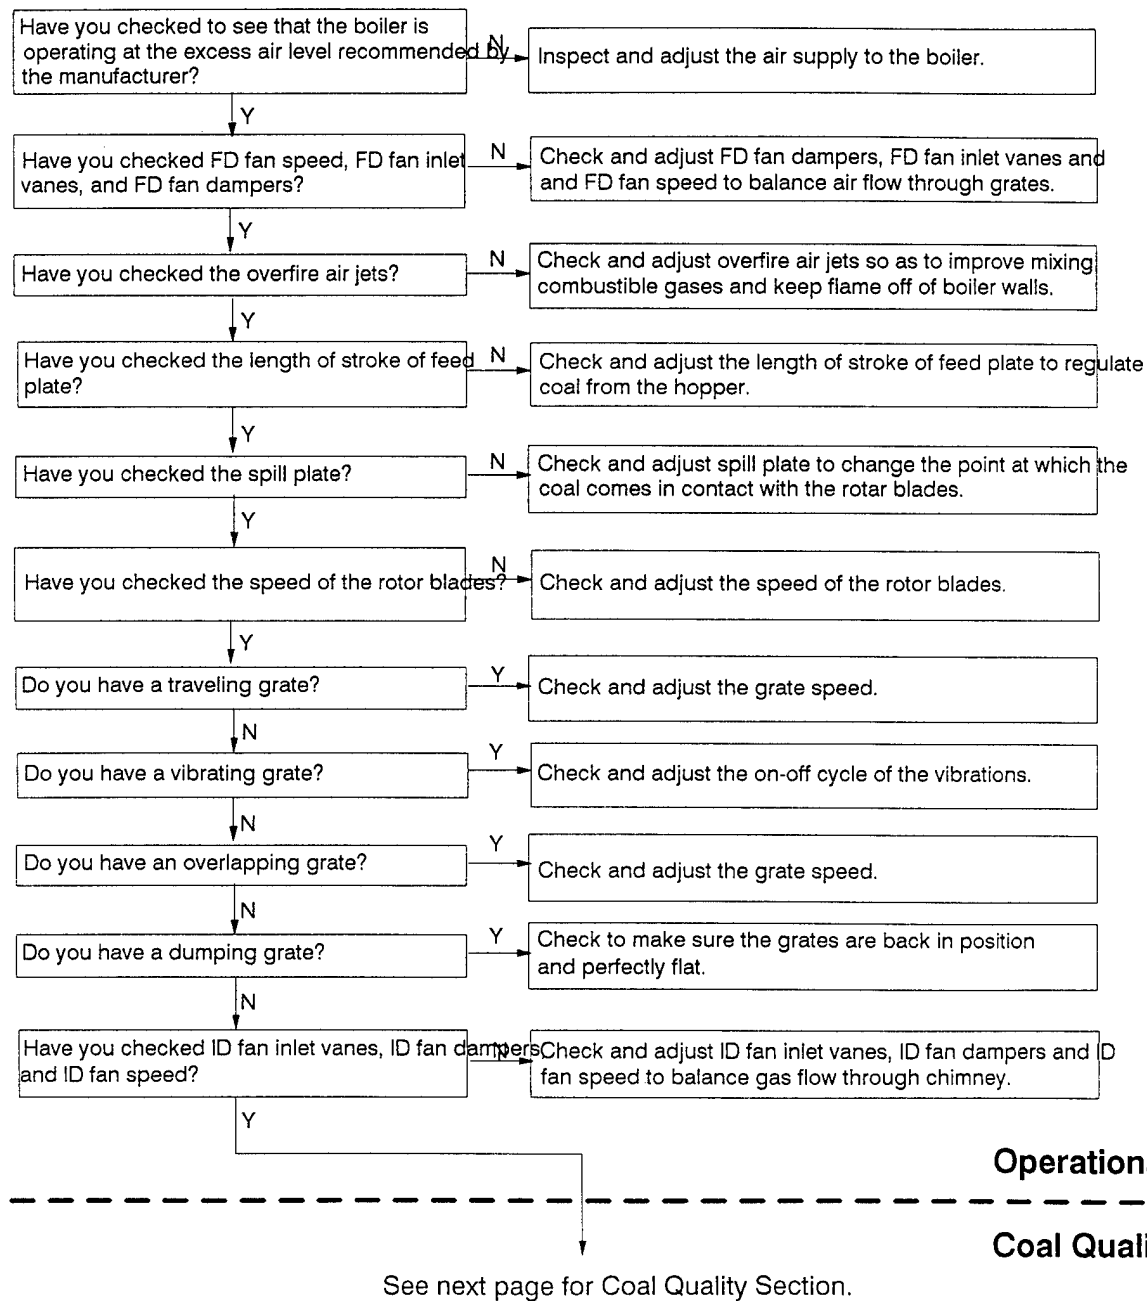 Have you checked to see that the boiler is
operating at the excess air level recommended by
the manufacturer?
N
Inspect and adjust the air supply to the boiler.
Y
Have you checked FD fan speed, FD fan inlet
vanes, and FD fan dampers?
N
Check and adjust FD fan dampers, FD fan inlet vanes and
and FD fan speed to balance air flow through grates.
Y
Have you checked the overfire air jets?
N
Check and adjust overfire air jets so as to improve mixing
combustible gases and keep flame off of boiler walls.
Y
Have you checked the length of stroke of feed
plate?
N
Check and adjust the length of stroke of feed plate to regulate
coal from the hopper.
Y
Have you checked the spill plate?
N
Check and adjust spill plate to change the point at which the
coal comes in contact with the rotar blades.
Y
Have you checked the speed of the rotor blades?
N
Check and adjust the speed of the rotor blades.
Y
Do you have a traveling grate?
Y
Check and adjust the grate speed.
N
Do you have a vibrating grate?
Y
Check and adjust the on-off cycle of the vibrations.
N
Do you have an overlapping grate?
Y
Check and adjust the grate speed.
N
Do you have a dumping grate?
Y
Check to make sure the grates are back in position
and perfectly flat.
N
Have you checked ID fan inlet vanes, ID fan dampers,
and ID fan speed?
N
Check and adjust ID fan inlet vanes, ID fan dampers and ID
fan speed to balance gas flow through chimney.
Y
Operation
Coal Quali
See next page for Coal Quality Section.